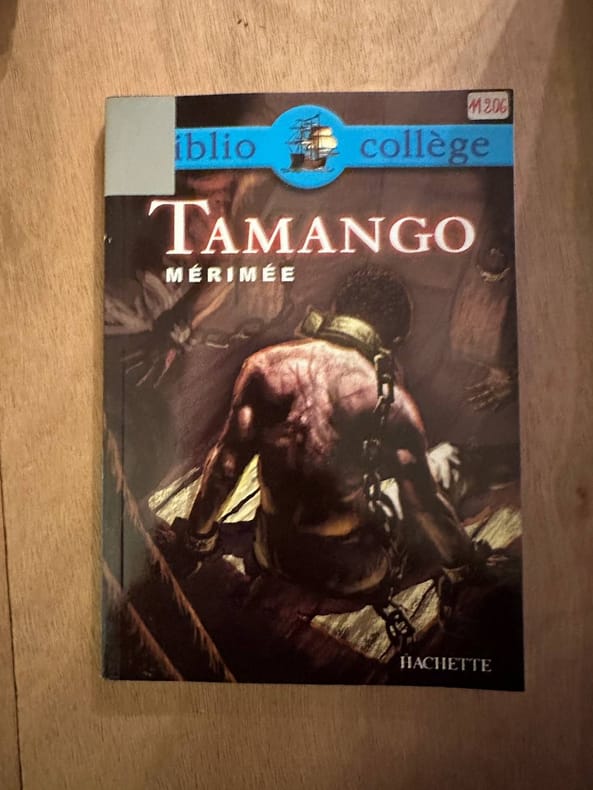 11206
iblio collège
TAMANGO
MÉRIMÉE
HACHETTE